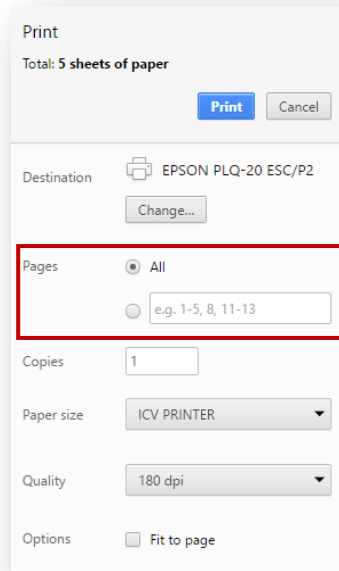 Print
Total: 5 sheets of paper
Print Cancel
Destination EPSON PLQ-20 ESC/P2
Change...
Pages All
e.g. 1-5, 8, 11-13
Copies 1
Paper size ICV PRINTER
Quality 180 dpi
Options Fit to page